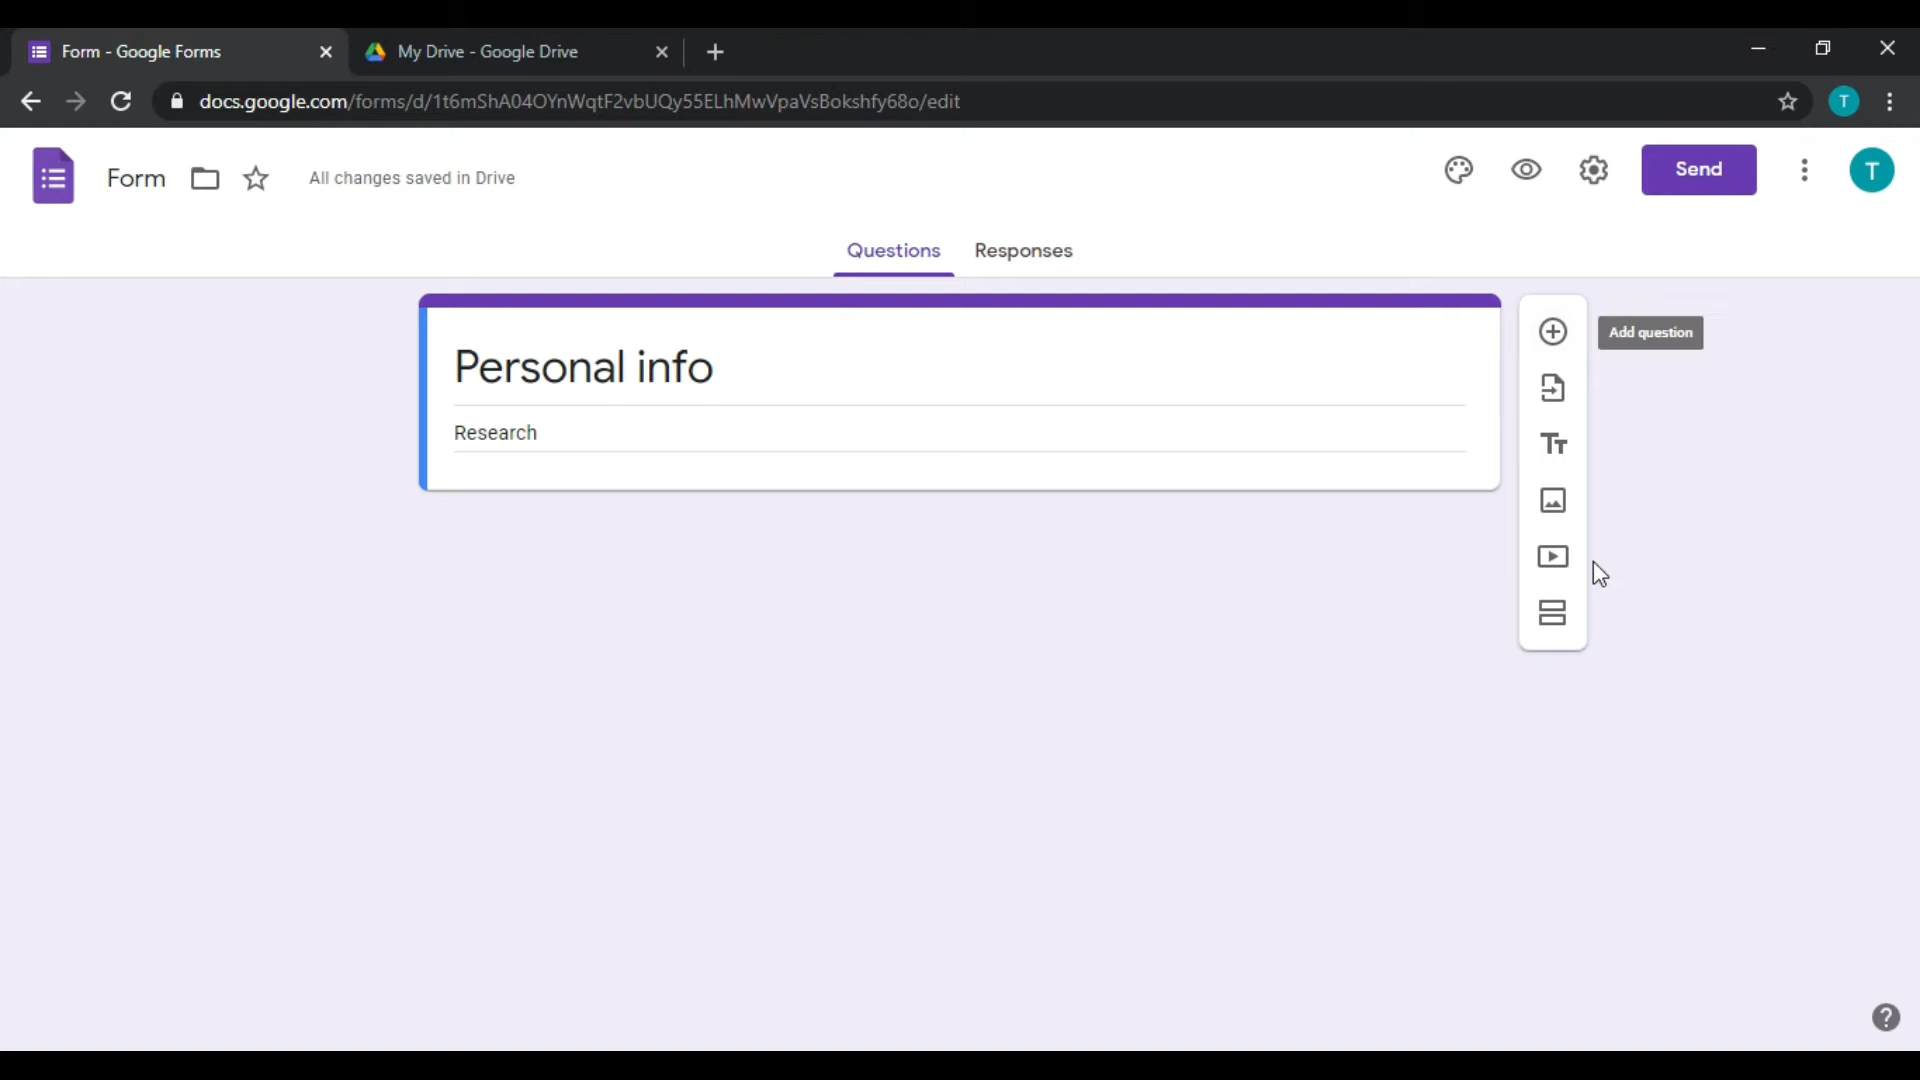 Form - Google Forms
My Drive - Google Drive
docs.google.com/forms/d/1t6mShA04OYnWqtF2vbUQy55ELhMwVpaVsBokshfy68o/edit
T
Form
All changes saved in Drive
Send
T
Questions
Responses
Personal info
Add question
Research
Tт
?